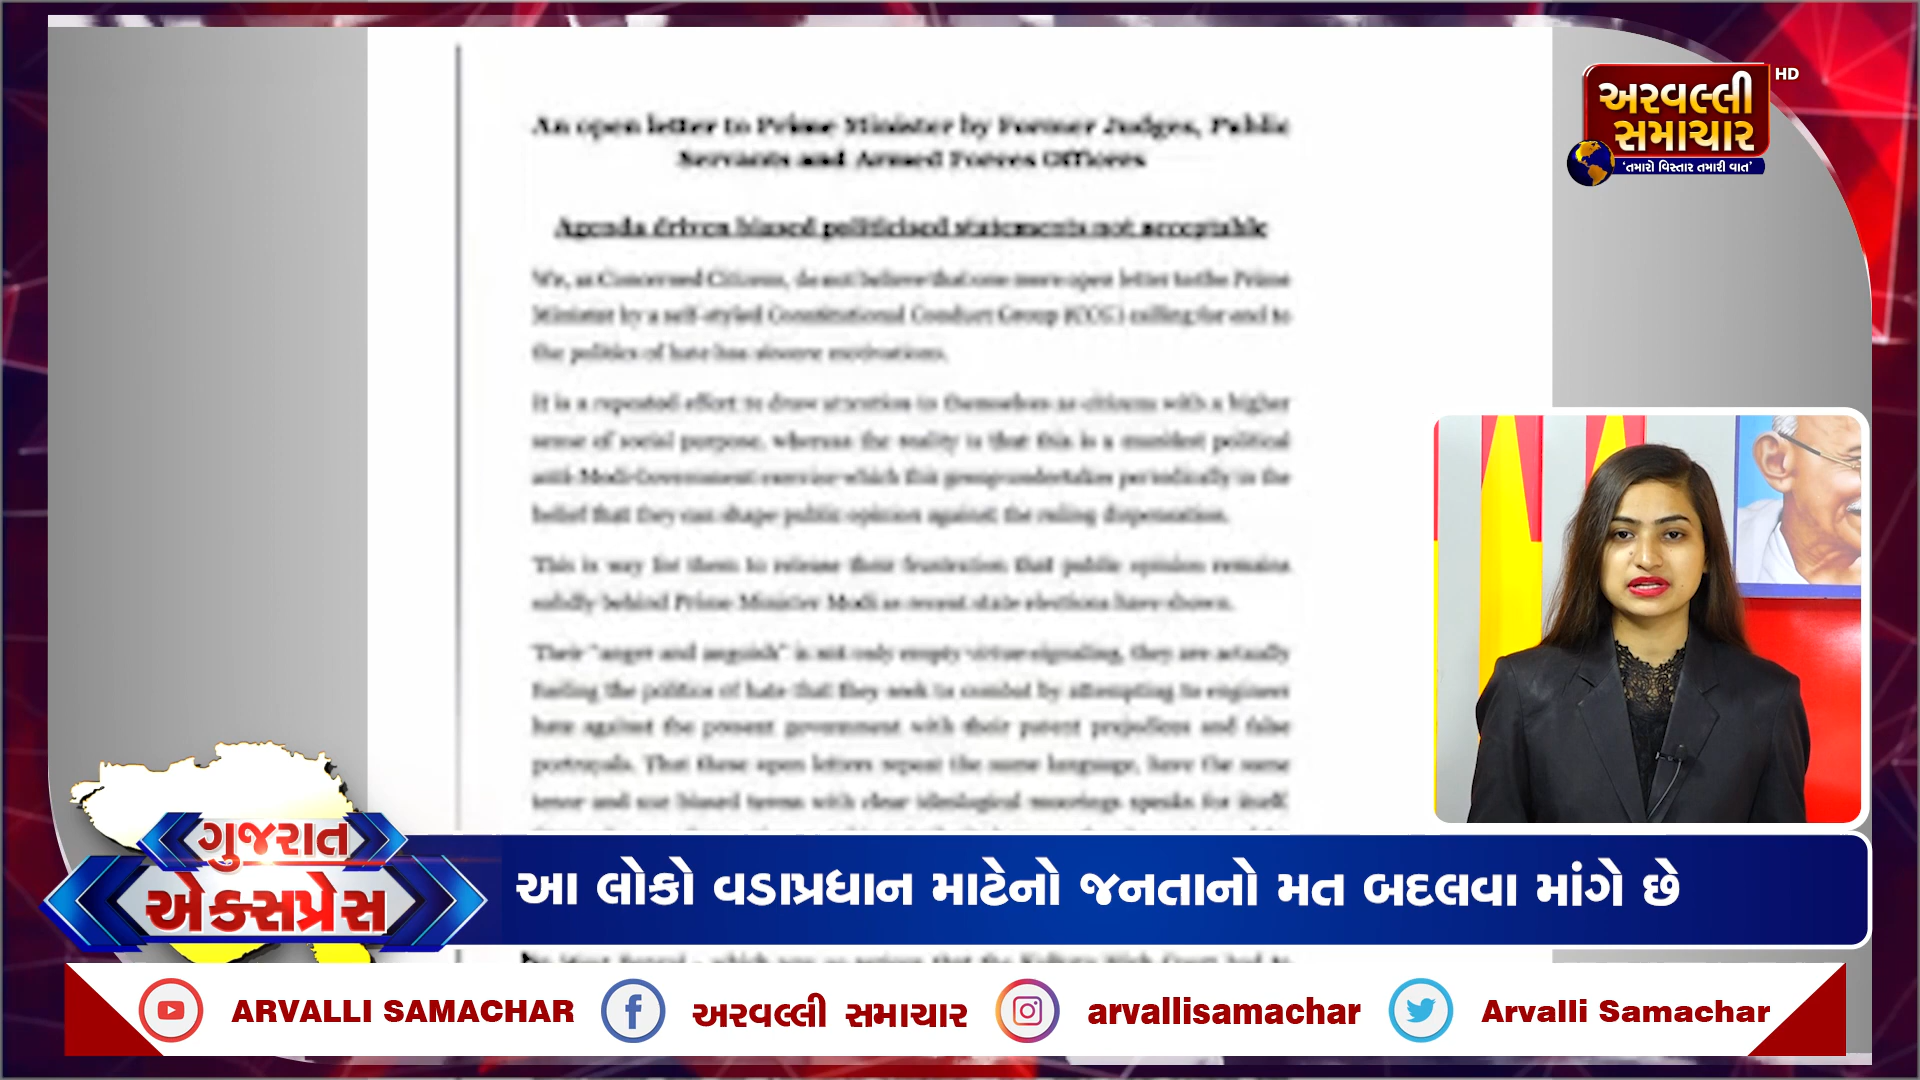 An open letter to Prime Minister by Former Judges, Public
Servants and Armed Forces Officers
Agenda driven biased politicised statements not acceptable
We, as Concerned Citizens, do not believe that one more open letter to the Prime
Minister by a self-styled Constitutional Conduct Group (CCG) calling for end to
the politics of hate has sincere motivations.
It is a repeated effort to draw attention to themselves as citizens with a higher
sense of social purpose, whereas the reality is that this is a manifest political
anti-Modi Government exercise which this group undertakes periodically in the
belief that they can shape public opinion against the ruling dispensation.
This is way for them to release their frustration that public opinion remains
solidly behind Prime Minister Modi as recent state elections have shown.
Their "anger and anguish" is not only empty virtue-signaling, they are actually
fueling the politics of hate that they seek to combat by attempting to engineer
hate against the present government with their patent prejudices and false
portrayals. That these open letters repeat the same language, have the same
tenor and use biased terms with clear ideological moorings speaks for itself.
અરવલ્લી
સમાચાર
HD
'તમારો વિસ્તાર તમારી વાત'
ગુજરાત
એક્સપ્રેસ
આ લોકો વડાપ્રધાન માટેનો જનતાનો મત બદલવા માંગે છે
ARVALLI SAMACHAR
અરવલ્લી સમાચાર
arvallisamachar
Arvalli Samachar